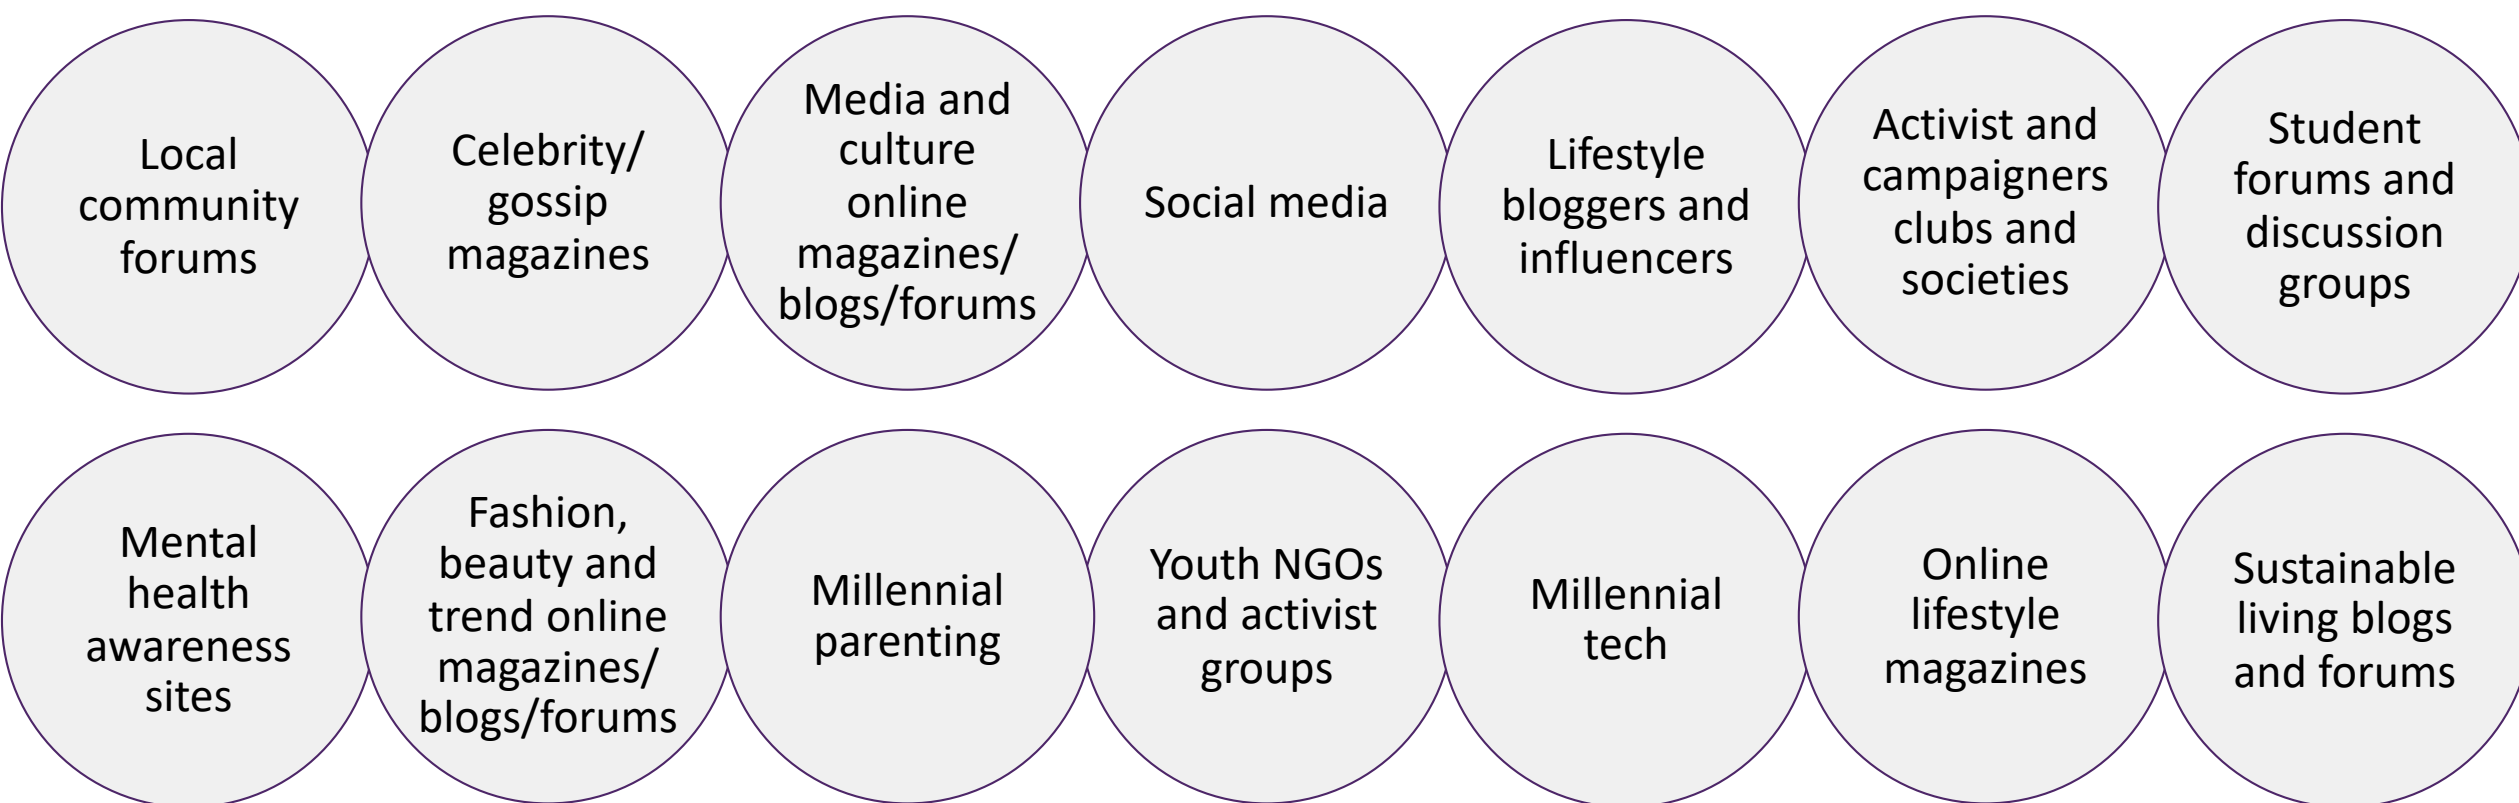 Local
community
forums
Celebrity/
gossip
magazines
Media and
culture
online
magazines/
blogs/forums
Social media
Lifestyle
bloggers and
influencers
Activist and
campaigners
clubs and
societies
Student
forums and
discussion
groups
Mental
health
awareness
sites
Fashion,
beauty and
trend online
magazines/
blogs/forums
Millennial
parenting
Youth NGOs
and activist
groups
Millennial
tech
Online
lifestyle
magazines
Sustainable
living blogs
and forums